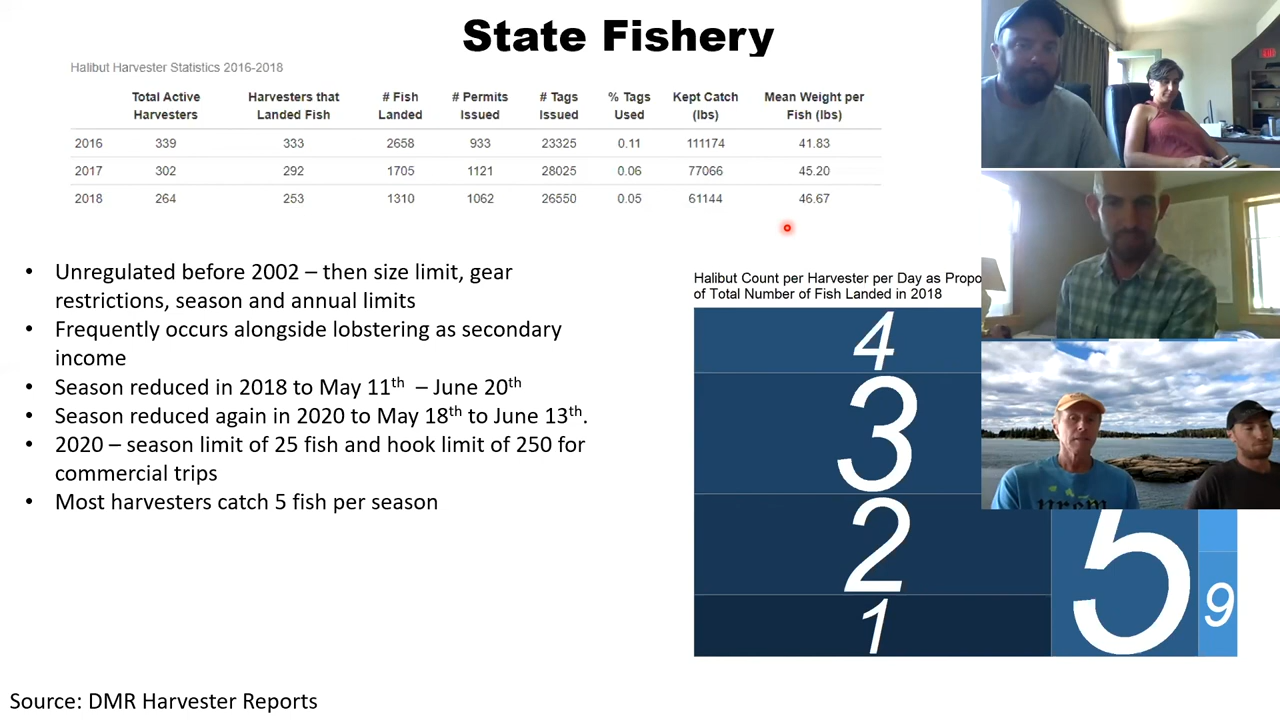 State Fishery
Halibut Harvester Statistics 2016-2018
Total Active Harvesters Harvesters that Landed Fish # Fish Landed # Permits Issued # Tags Issued % Tags Used Kept Catch (lbs) Mean Weight per Fish (lbs)
2016 339 333 2658 933 23325 0.11 111174 41.83
2017 302 292 1705 1121 28025 0.06 77066 45.20
2018 264 253 1310 1062 26550 0.05 61144 46.67
• Unregulated before 2002 – then size limit, gear
restrictions, season and annual limits
• Frequently occurs alongside lobstering as secondary
income
• Season reduced in 2018 to May 11th – June 20th
• Season reduced again in 2020 to May 18th to June 13th.
• 2020 – season limit of 25 fish and hook limit of 250 for
commercial trips
• Most harvesters catch 5 fish per season
Halibut Count per Harvester per Day as Propo
of Total Number of Fish Landed in 2018
4
3
2
1
5
9
Source: DMR Harvester Reports